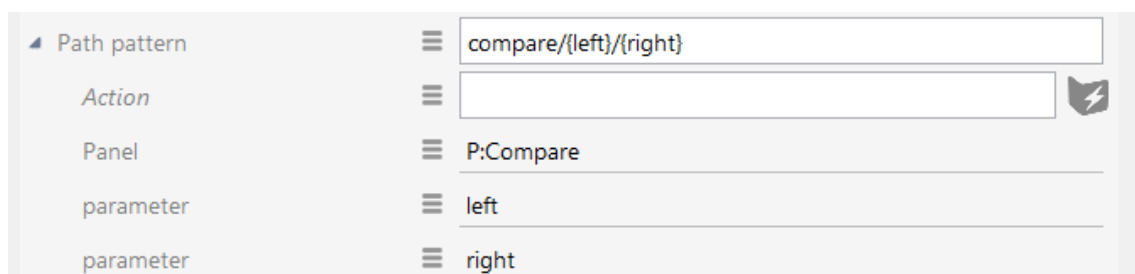 Path pattern compare/{left}/{right}
Action
Panel P:Compare
parameter left
parameter right